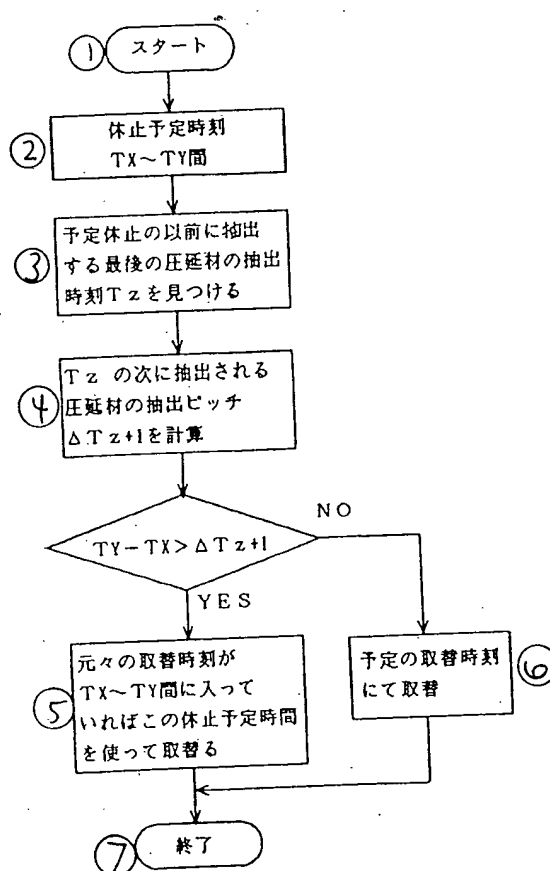 ① スタート
② 休止予定時刻
TX～TY間
③ 予定休止の以前に抽出
する最後の圧延材の抽出
時刻Tzを見つける
④ Tz の次に抽出される
圧延材の抽出ピッチ
ΔTz+1を計算
TY－TX＞ΔTz+1
NO
YES
⑤ 元々の取替時刻が
TX～TY間に入って
いればこの休止予定時間
を使って取替る
⑥ 予定の取替時刻
にて取替
⑦ 終了